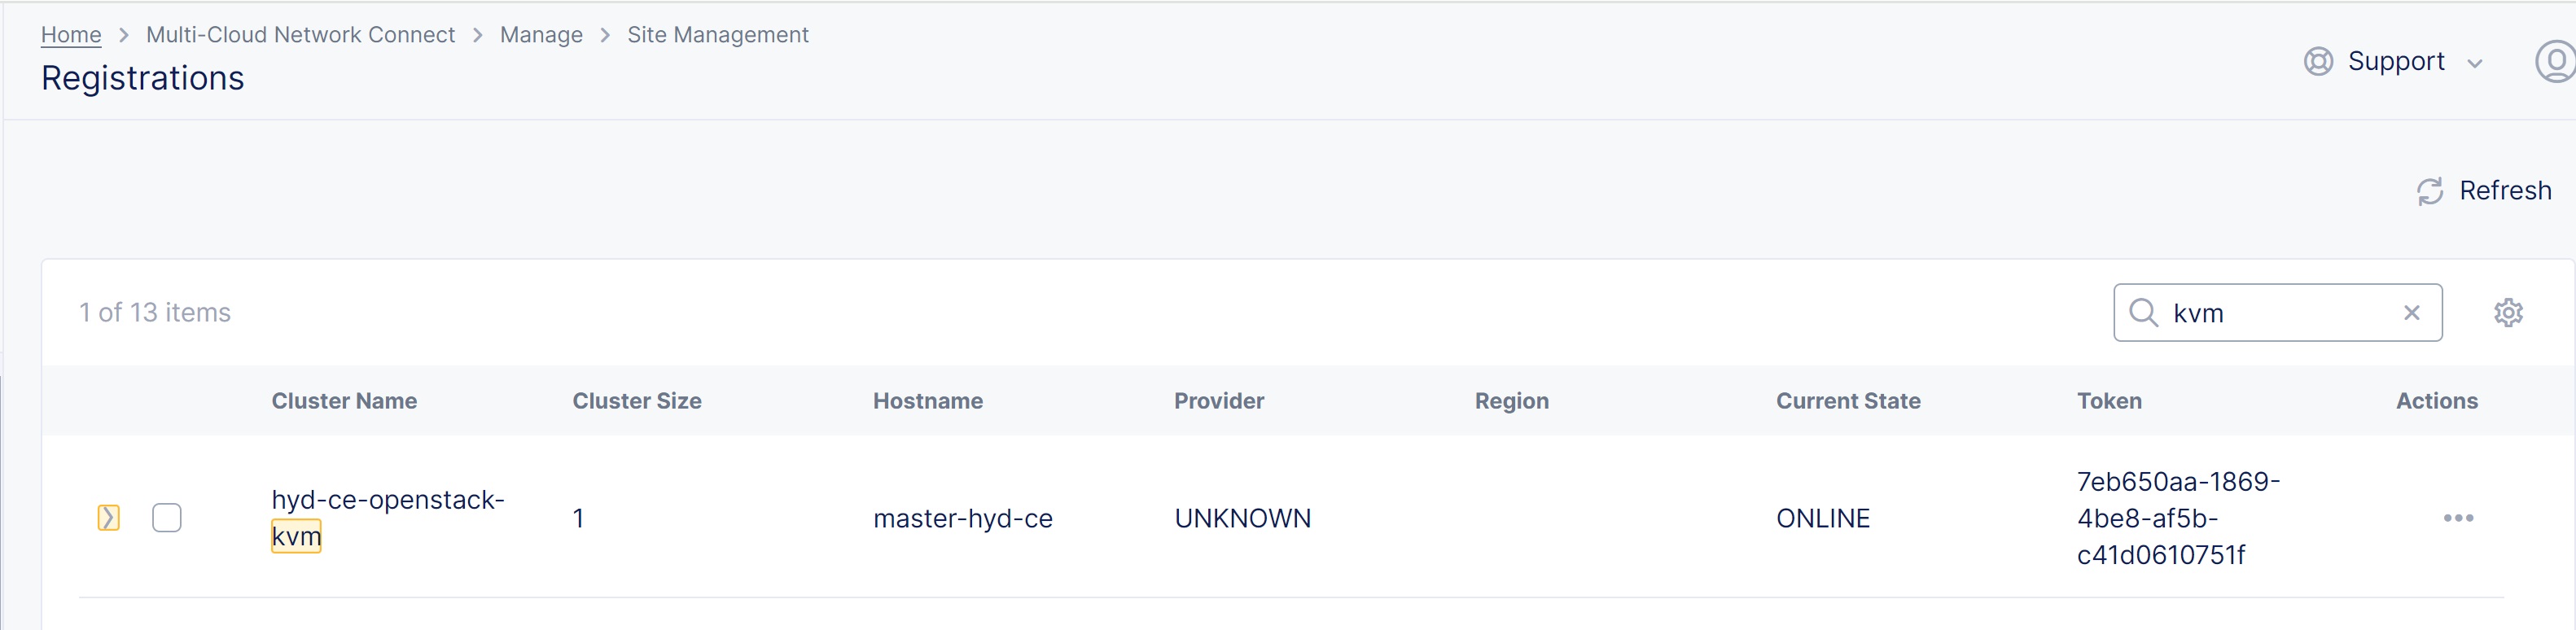 Home > Multi-Cloud Network Connect > Manage > Site Management
Registrations
Support
Refresh
1 of 13 items
kvm
Cluster Name Cluster Size Hostname Provider Region Current State Token Actions
hyd-ce-openstack-
kvm
1
master-hyd-ce
UNKNOWN
ONLINE
7eb650aa-1869-
4be8-af5b-
c41d0610751f